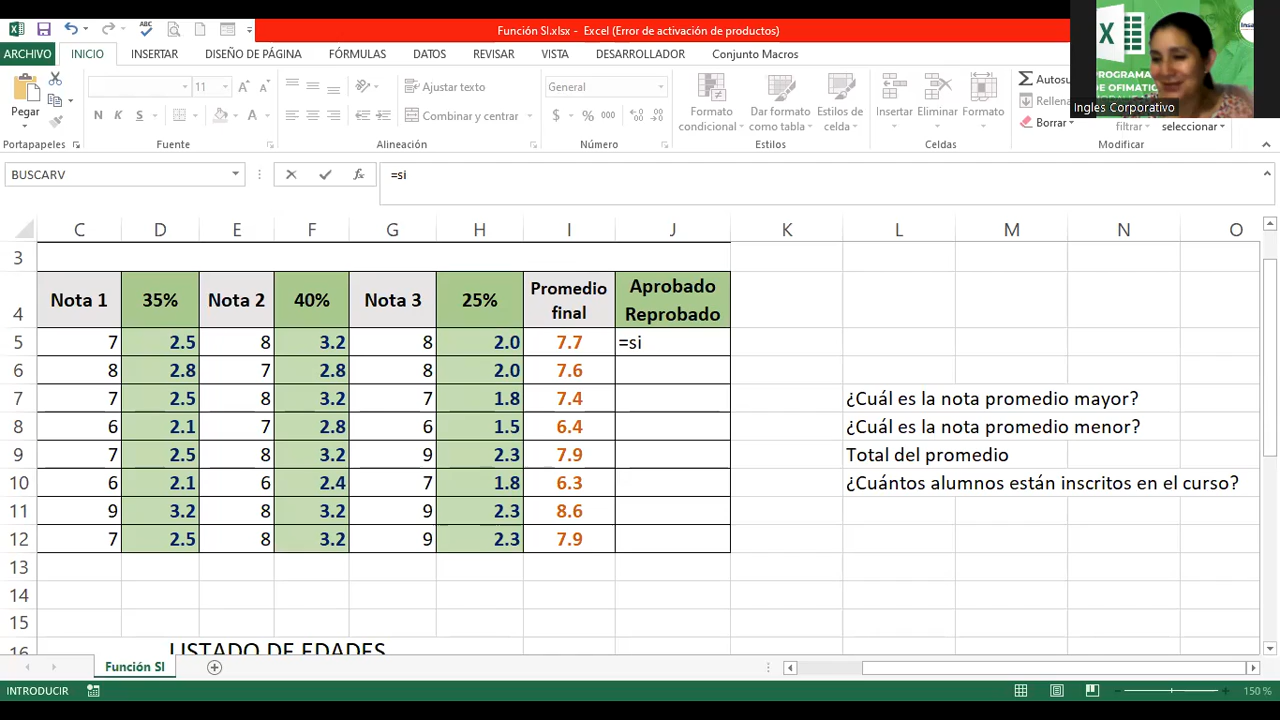 Función SI.xlsx - Excel (Error de activación de productos)
ARCHIVO INICIO INSERTAR DISEÑO DE PÁGINA FÓRMULAS DATOS REVISAR VISTA DESARROLLADOR Conjunto Macros
PROGRAMA
DE OFIMATIC
Ingles Corporativo
Pegar
11
General
Ajustar texto
Combinar y centrar
N K S
$ % 000
Formato condicional
Dar formato como tabla
Estilos de celda
Insertar Eliminar Formato
Autosu
Rellena
Borrar
filtrar seleccionar
Portapapeles Fuente Alineación Número Estilos Celdas Modificar
BUSCARV =si
C D E F G H I J K L M N O
3
4 Nota 1 35% Nota 2 40% Nota 3 25% Promedio final Aprobado Reprobado
5 7 2.5 8 3.2 8 2.0 7.7 =si
6 8 2.8 7 2.8 8 2.0 7.6
7 7 2.5 8 3.2 7 1.8 7.4 ¿Cuál es la nota promedio mayor?
8 6 2.1 7 2.8 6 1.5 6.4 ¿Cuál es la nota promedio menor?
9 7 2.5 8 3.2 9 2.3 7.9 Total del promedio
10 6 2.1 6 2.4 7 1.8 6.3 ¿Cuántos alumnos están inscritos en el curso?
11 9 3.2 8 3.2 9 2.3 8.6
12 7 2.5 8 3.2 9 2.3 7.9
13
14
15
16 LISTADO DE EDADES
Función SI
INTRODUCIR 150 %